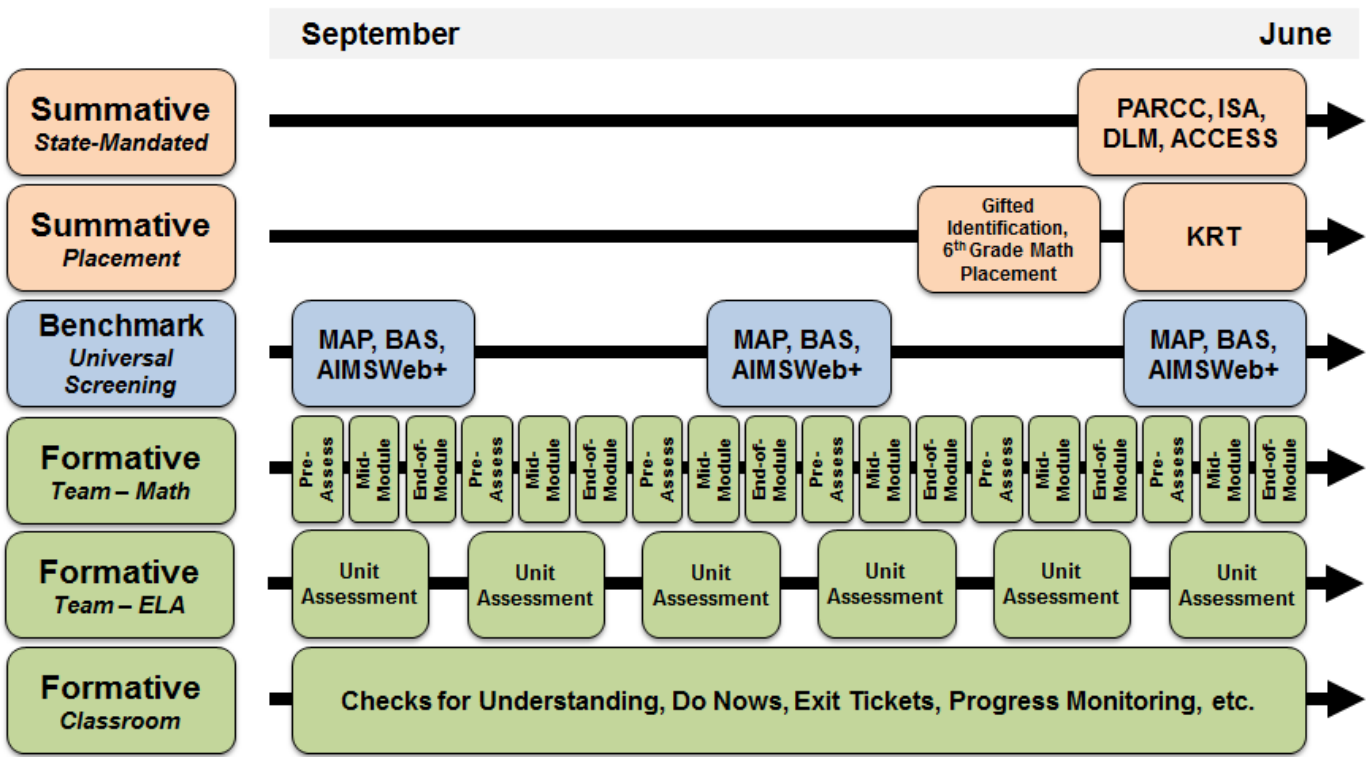 September
June
Summative
State-Mandated
PARCC, ISA,
DLM, ACCESS
Summative
Placement
Gifted
Identification,
6th Grade Math
Placement
KRT
Benchmark
Universal
Screening
MAP, BAS,
AIMSWeb+
MAP, BAS,
AIMSWeb+
MAP, BAS,
AIMSWeb+
Formative
Team – Math
Pre-
Assess
Mid-
Module
End-of-
Module
Pre-
Assess
Mid-
Module
End-of-
Module
Pre-
Assess
Mid-
Module
End-of-
Module
Pre-
Assess
Mid-
Module
End-of-
Module
Pre-
Assess
Mid-
Module
End-of-
Module
Pre-
Assess
Mid-
Module
End-of-
Module
Formative
Team – ELA
Unit
Assessment
Unit
Assessment
Unit
Assessment
Unit
Assessment
Unit
Assessment
Unit
Assessment
Formative
Classroom
Checks for Understanding, Do Nows, Exit Tickets, Progress Monitoring, etc.